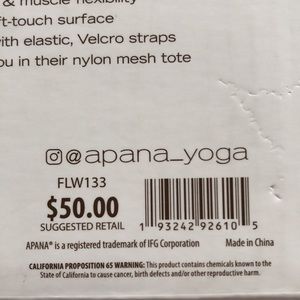 & muscle flexibility
ft-touch surface
with elastic, Velcro straps
ou in their nylon mesh tote
@apana_yoga
FLW133
$50.00
SUGGESTED RETAIL
1 93242 92610 5
APANA® is a registered trademark of IFG Corporation Made in China
CALIFORNIA PROPOSITION 65 WARNING: This product contains chemicals known to the
State of California to cause cancer, birth defects and/or other reproductive harm.